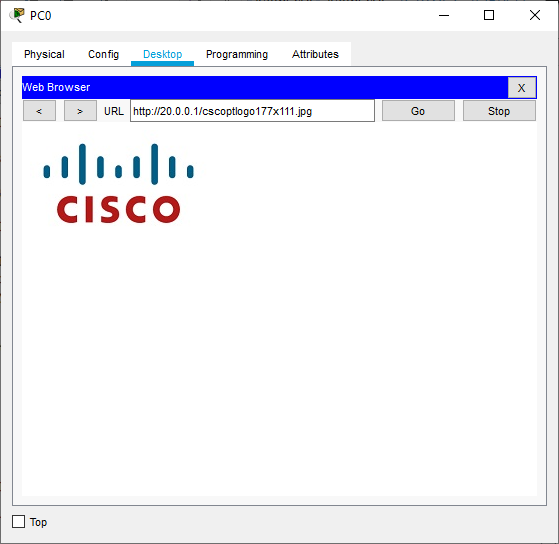 PC0
Physical Config Desktop Programming Attributes
Web Browser X
< > URL http://20.0.0.1/cscoptlogo177x111.jpg Go Stop
CISCO
Top